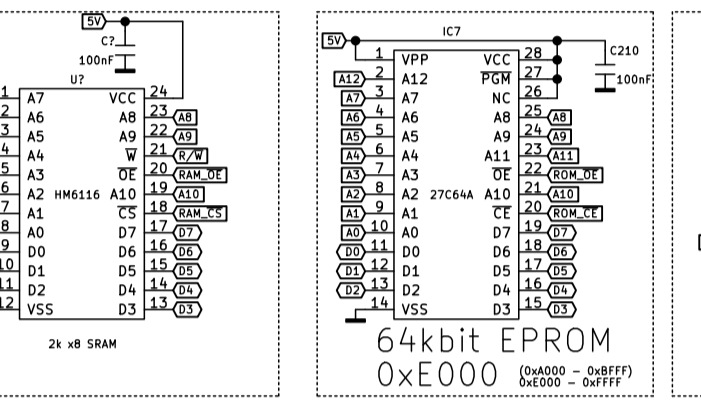 5V
C?
100nF
U?
1 A7 VCC 24
2 A6 A8 23 A8
3 A5 A9 22 A9
4 A4 W 21 R/W
5 A3 OE 20 RAM_OE
6 A2 HM6116 A10 19 A10
7 A1 CS 18 RAM_CS
8 A0 D7 17 D7
9 D0 D6 16 D6
10 D1 D5 15 D5
11 D2 D4 14 D4
12 VSS D3 13 D3
2k x8 SRAM
5V
IC7
C210
100nF
1 VPP VCC 28
A12 2 A12 PGM 27
A7 3 A7 NC 26
A6 4 A6 A8 25 A8
A5 5 A5 A9 24 A9
A4 6 A4 A11 23 A11
A3 7 A3 OE 22 ROM_OE
A2 8 A2 27C64A A10 21 A10
A1 9 A1 CE 20 ROM_CE
A0 10 A0 D7 19 D7
D0 11 D0 D6 18 D6
D1 12 D1 D5 17 D5
D2 13 D2 D4 16 D4
14 VSS D3 15 D3
64kbit EPROM
0xE000
(0xA000 - 0xBFFF)
0xE000 - 0xFFFF